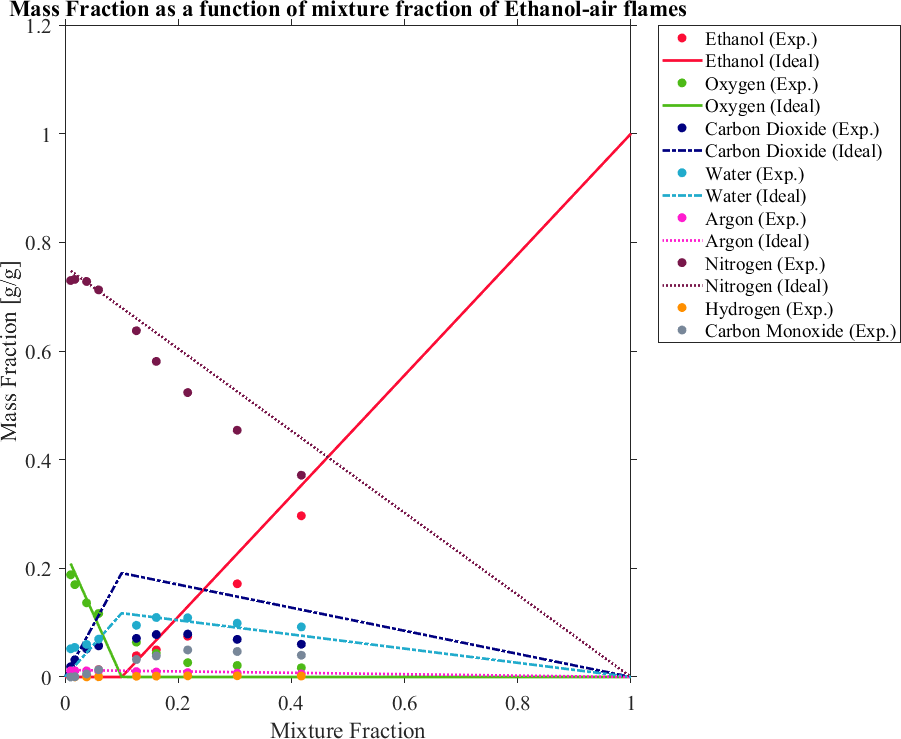 Mass Fraction as a function of mixture fraction of Ethanol-air flames
1.2
1
0.8
0.6
0.4
0.2
0
Mass Fraction [g/g]
0 0.2 0.4 0.6 0.8 1
Mixture Fraction
Ethanol (Exp.)
Ethanol (Ideal)
Oxygen (Exp.)
Oxygen (Ideal)
Carbon Dioxide (Exp.)
Carbon Dioxide (Ideal)
Water (Exp.)
Water (Ideal)
Argon (Exp.)
Argon (Ideal)
Nitrogen (Exp.)
Nitrogen (Ideal)
Hydrogen (Exp.)
Carbon Monoxide (Exp.)